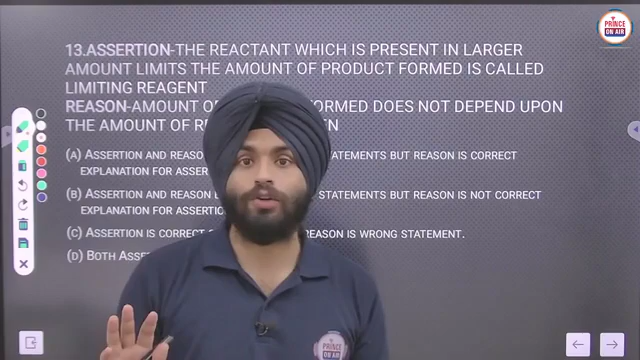 PRINCE
ON AIR
13.ASSERTION-THE REACTANT WHICH IS PRESENT IN LARGER
AMOUNT LIMITS THE AMOUNT OF PRODUCT FORMED IS CALLED
LIMITING REAGENT
REASON-AMOUNT OF FORMED DOES NOT DEPEND UPON
THE AMOUNT OF
(A) ASSERTION AND REASON STATEMENTS BUT REASON IS CORRECT
EXPLANATION FOR
(B) ASSERTION AND REASON STATEMENTS BUT REASON IS NOT CORRECT
EXPLANATION FOR
(C) ASSERTION IS CORRECT REASON IS WRONG STATEMENT.
(D) BOTH
PRINCE
ON AIR